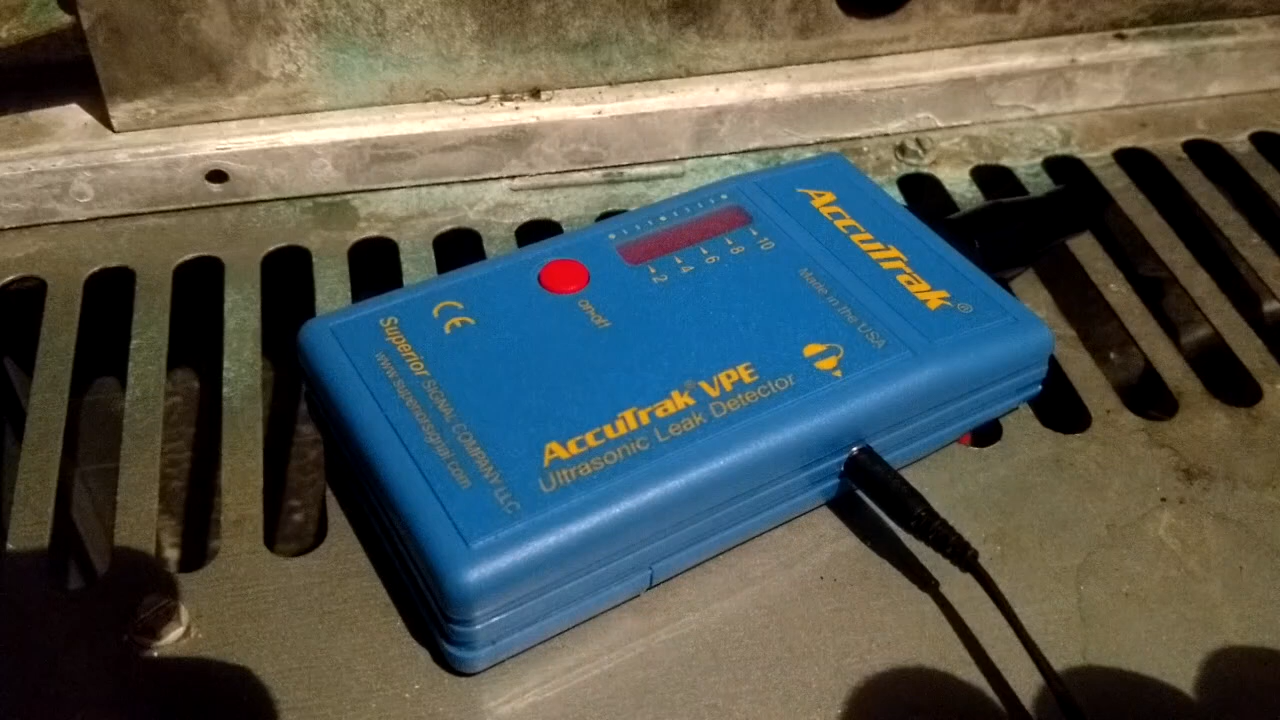 AccuTrak®
Made in the USA
2 4 6 8 10
on-off
CE
Superior SIGNAL COMPANY LLC
www.superiorsignal.com
AccuTrak® VPE
Ultrasonic Leak Detector